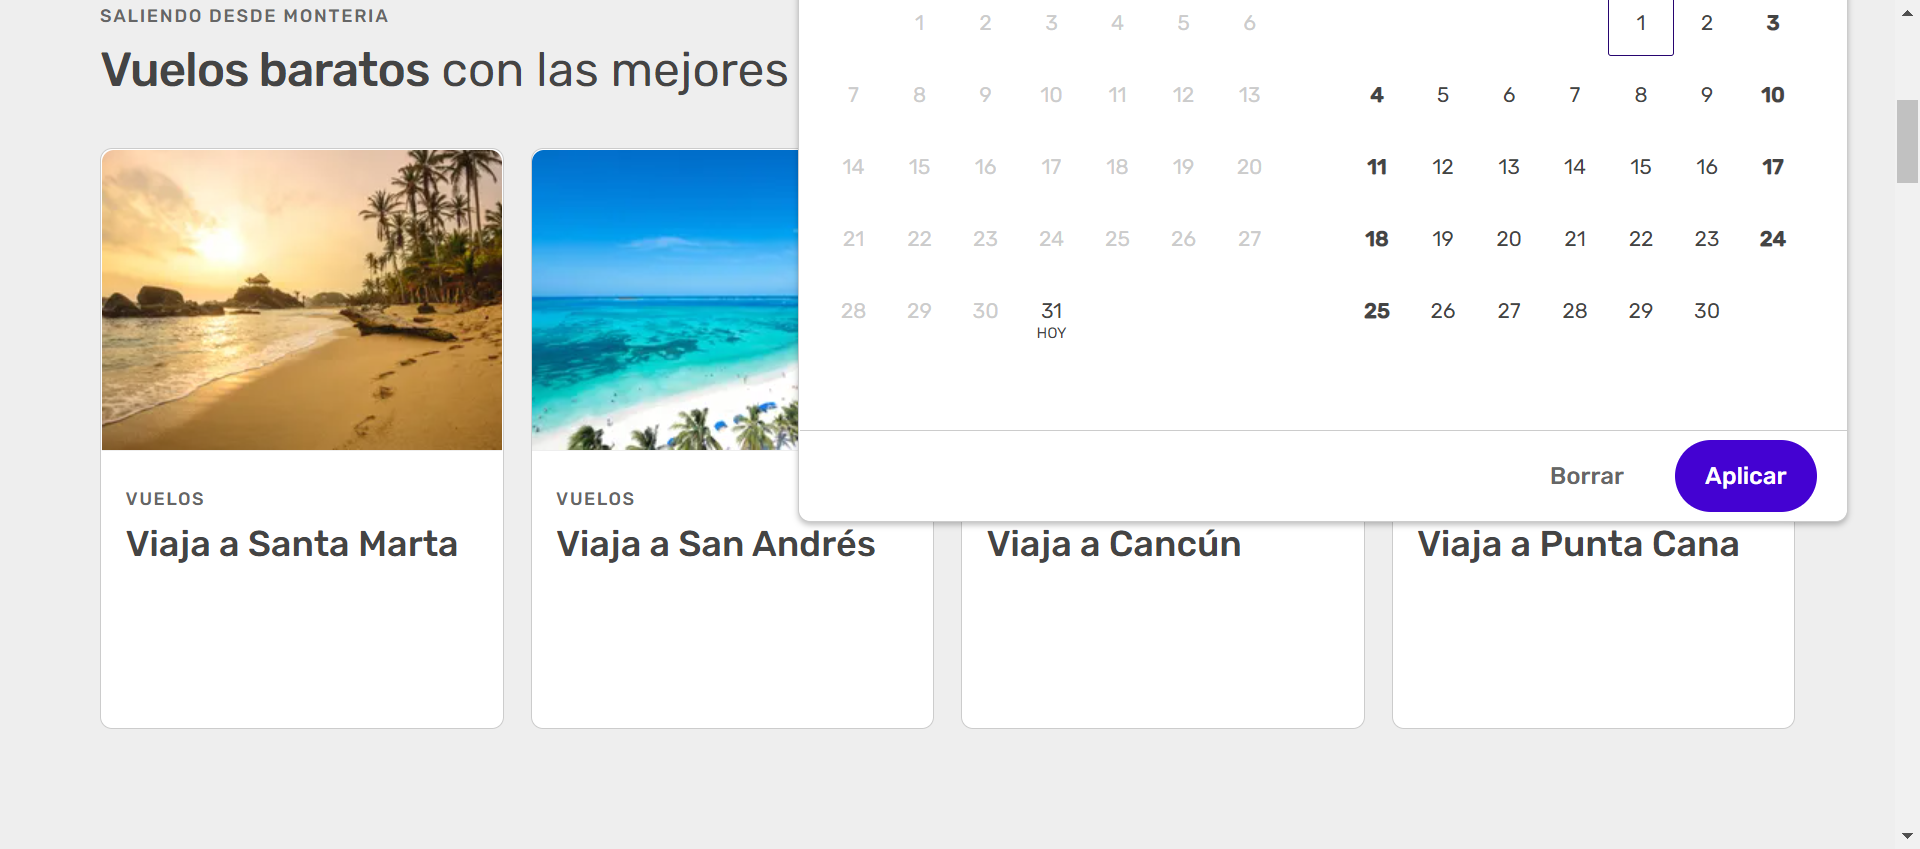 SALIENDO DESDE MONTERIA
Vuelos baratos con las mejores
1 2 3 4 5 6
7 8 9 10 11 12 13
14 15 16 17 18 19 20
21 22 23 24 25 26 27
28 29 30 31
HOY
1 2 3
4 5 6 7 8 9 10
11 12 13 14 15 16 17
18 19 20 21 22 23 24
25 26 27 28 29 30
Borrar Aplicar
VUELOS
Viaja a Santa Marta
VUELOS
Viaja a San Andrés
Viaja a Cancún
Viaja a Punta Cana